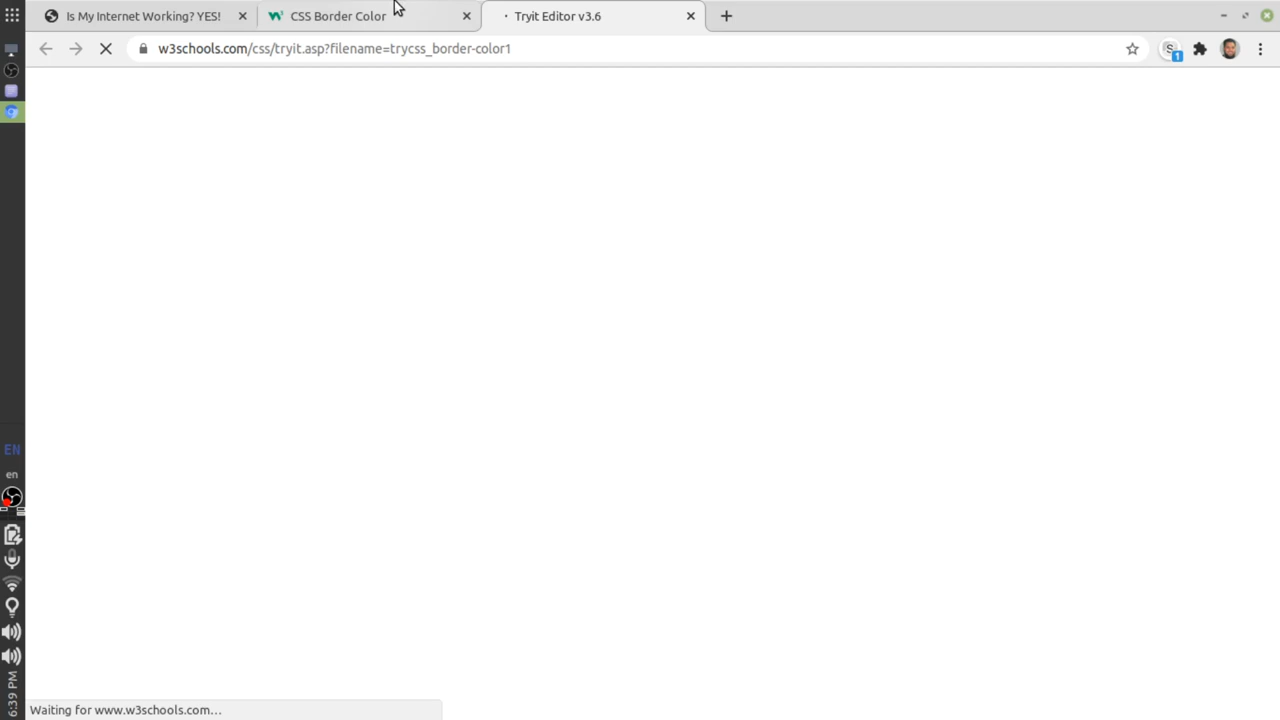 Is My Internet Working? YES!
CSS Border Color
Tryit Editor v3.6
w3schools.com/css/tryit.asp?filename=trycss_border-color1
S
1
EN
en
6:39 PM
Waiting for www.w3schools.com...